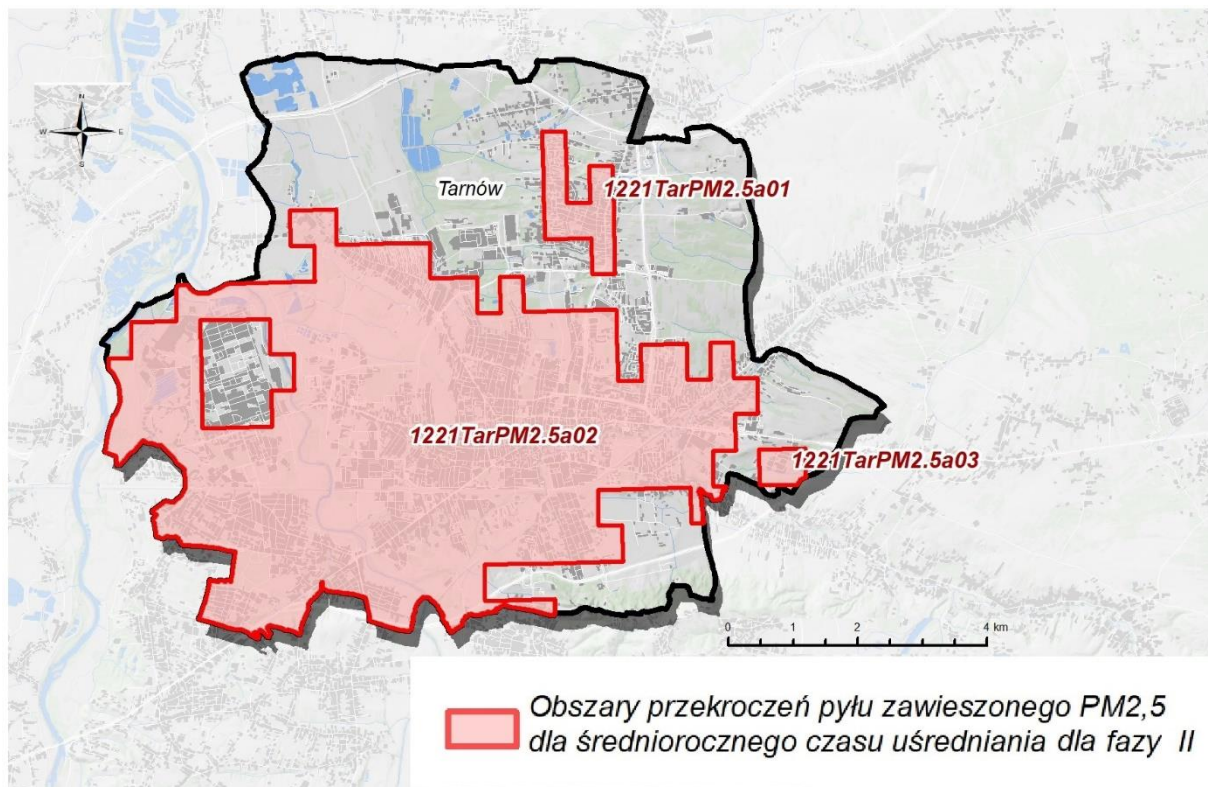 N
W
E
S
Tarnów
1221TarPM2.5a01
1221TarPM2.5a02
1221TarPM2.5a03
0 1 2 4 km
Obszary przekroczeń pyłu zawieszonego PM2,5
dla średniorocznego czasu uśredniania dla fazy II